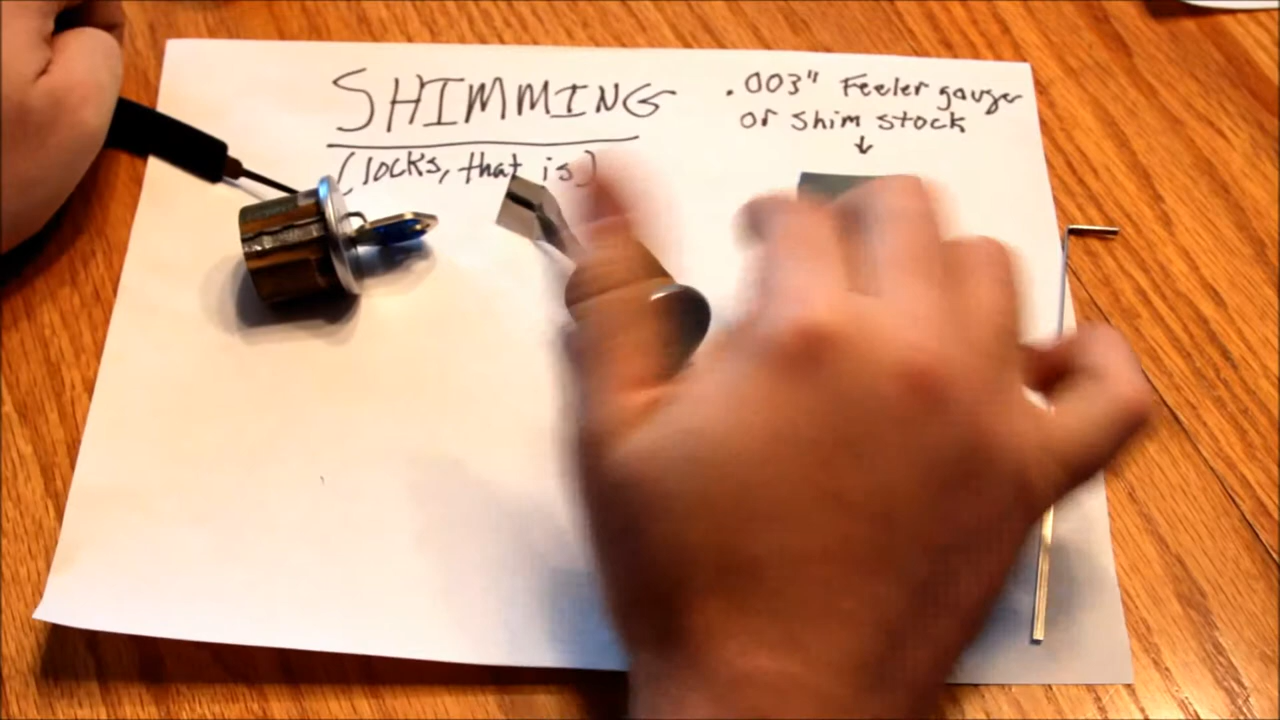 SHIMMING
(locks, that is)
.003" Feeler gauge
or shim stock